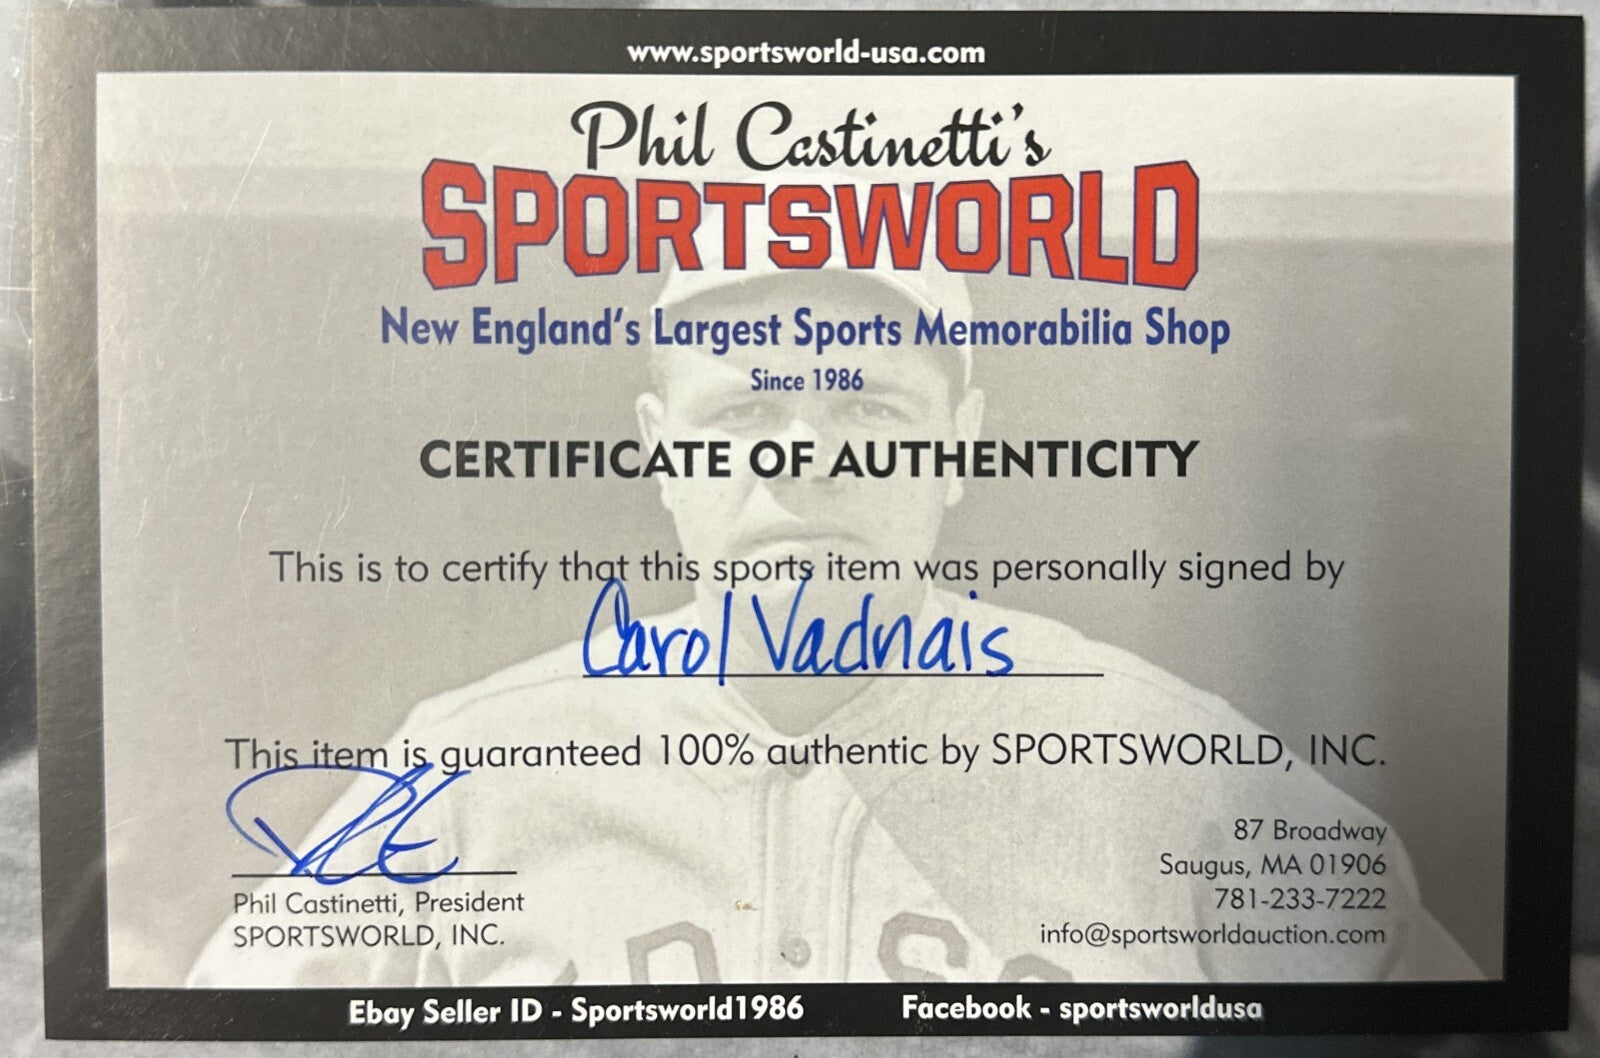 www.sportsworld-usa.com
Phil Castinetti's
SPORTSWORLD
New England's Largest Sports Memorabilia Shop
Since 1986
CERTIFICATE OF AUTHENTICITY
This is to certify that this sports item was personally signed by
Carol Vadnais
This item is guaranteed 100% authentic by SPORTSWORLD, INC.
Phil Castinetti, President
SPORTSWORLD, INC.
87 Broadway
Saugus, MA 01906
781-233-7222
info@sportsworldauction.com
Ebay Seller ID - Sportsworld1986
Facebook - sportsworldusa